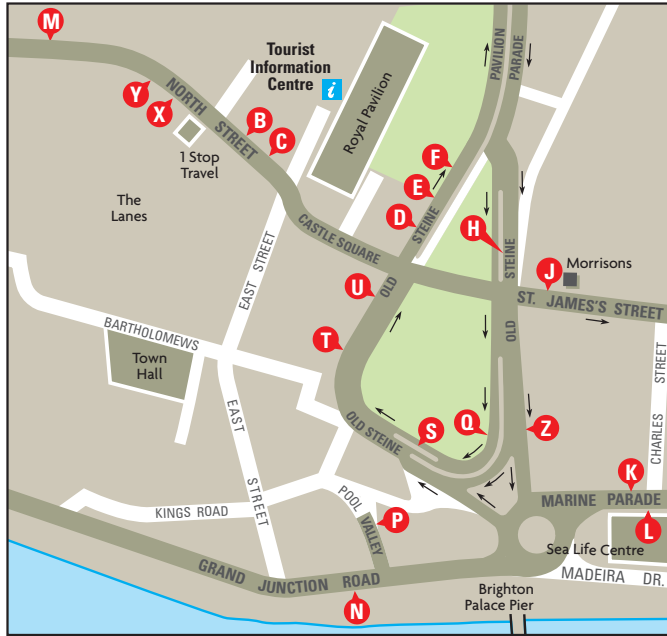 M
Y
X
NORTH
STREET
B
C
1 Stop
Travel
The
Lanes
Tourist
Information
Centre
i
Royal Pavilion
PAVILION
PARADE
F
E
D
STEINE
OLD
H
STEINE
OLD
CASTLE SQUARE
J
Morrisons
ST. JAMES'S STREET
U
T
EAST STREET
BARTHOLOMEWS
Town
Hall
EAST
STREET
OLD STEINE
S
Q
Z
CHARLES STREET
K
MARINE PARADE
L
Sea Life Centre
MADEIRA DR.
KINGS ROAD
POOL
VALLEY
P
GRAND JUNCTION ROAD
N
Brighton
Palace Pier